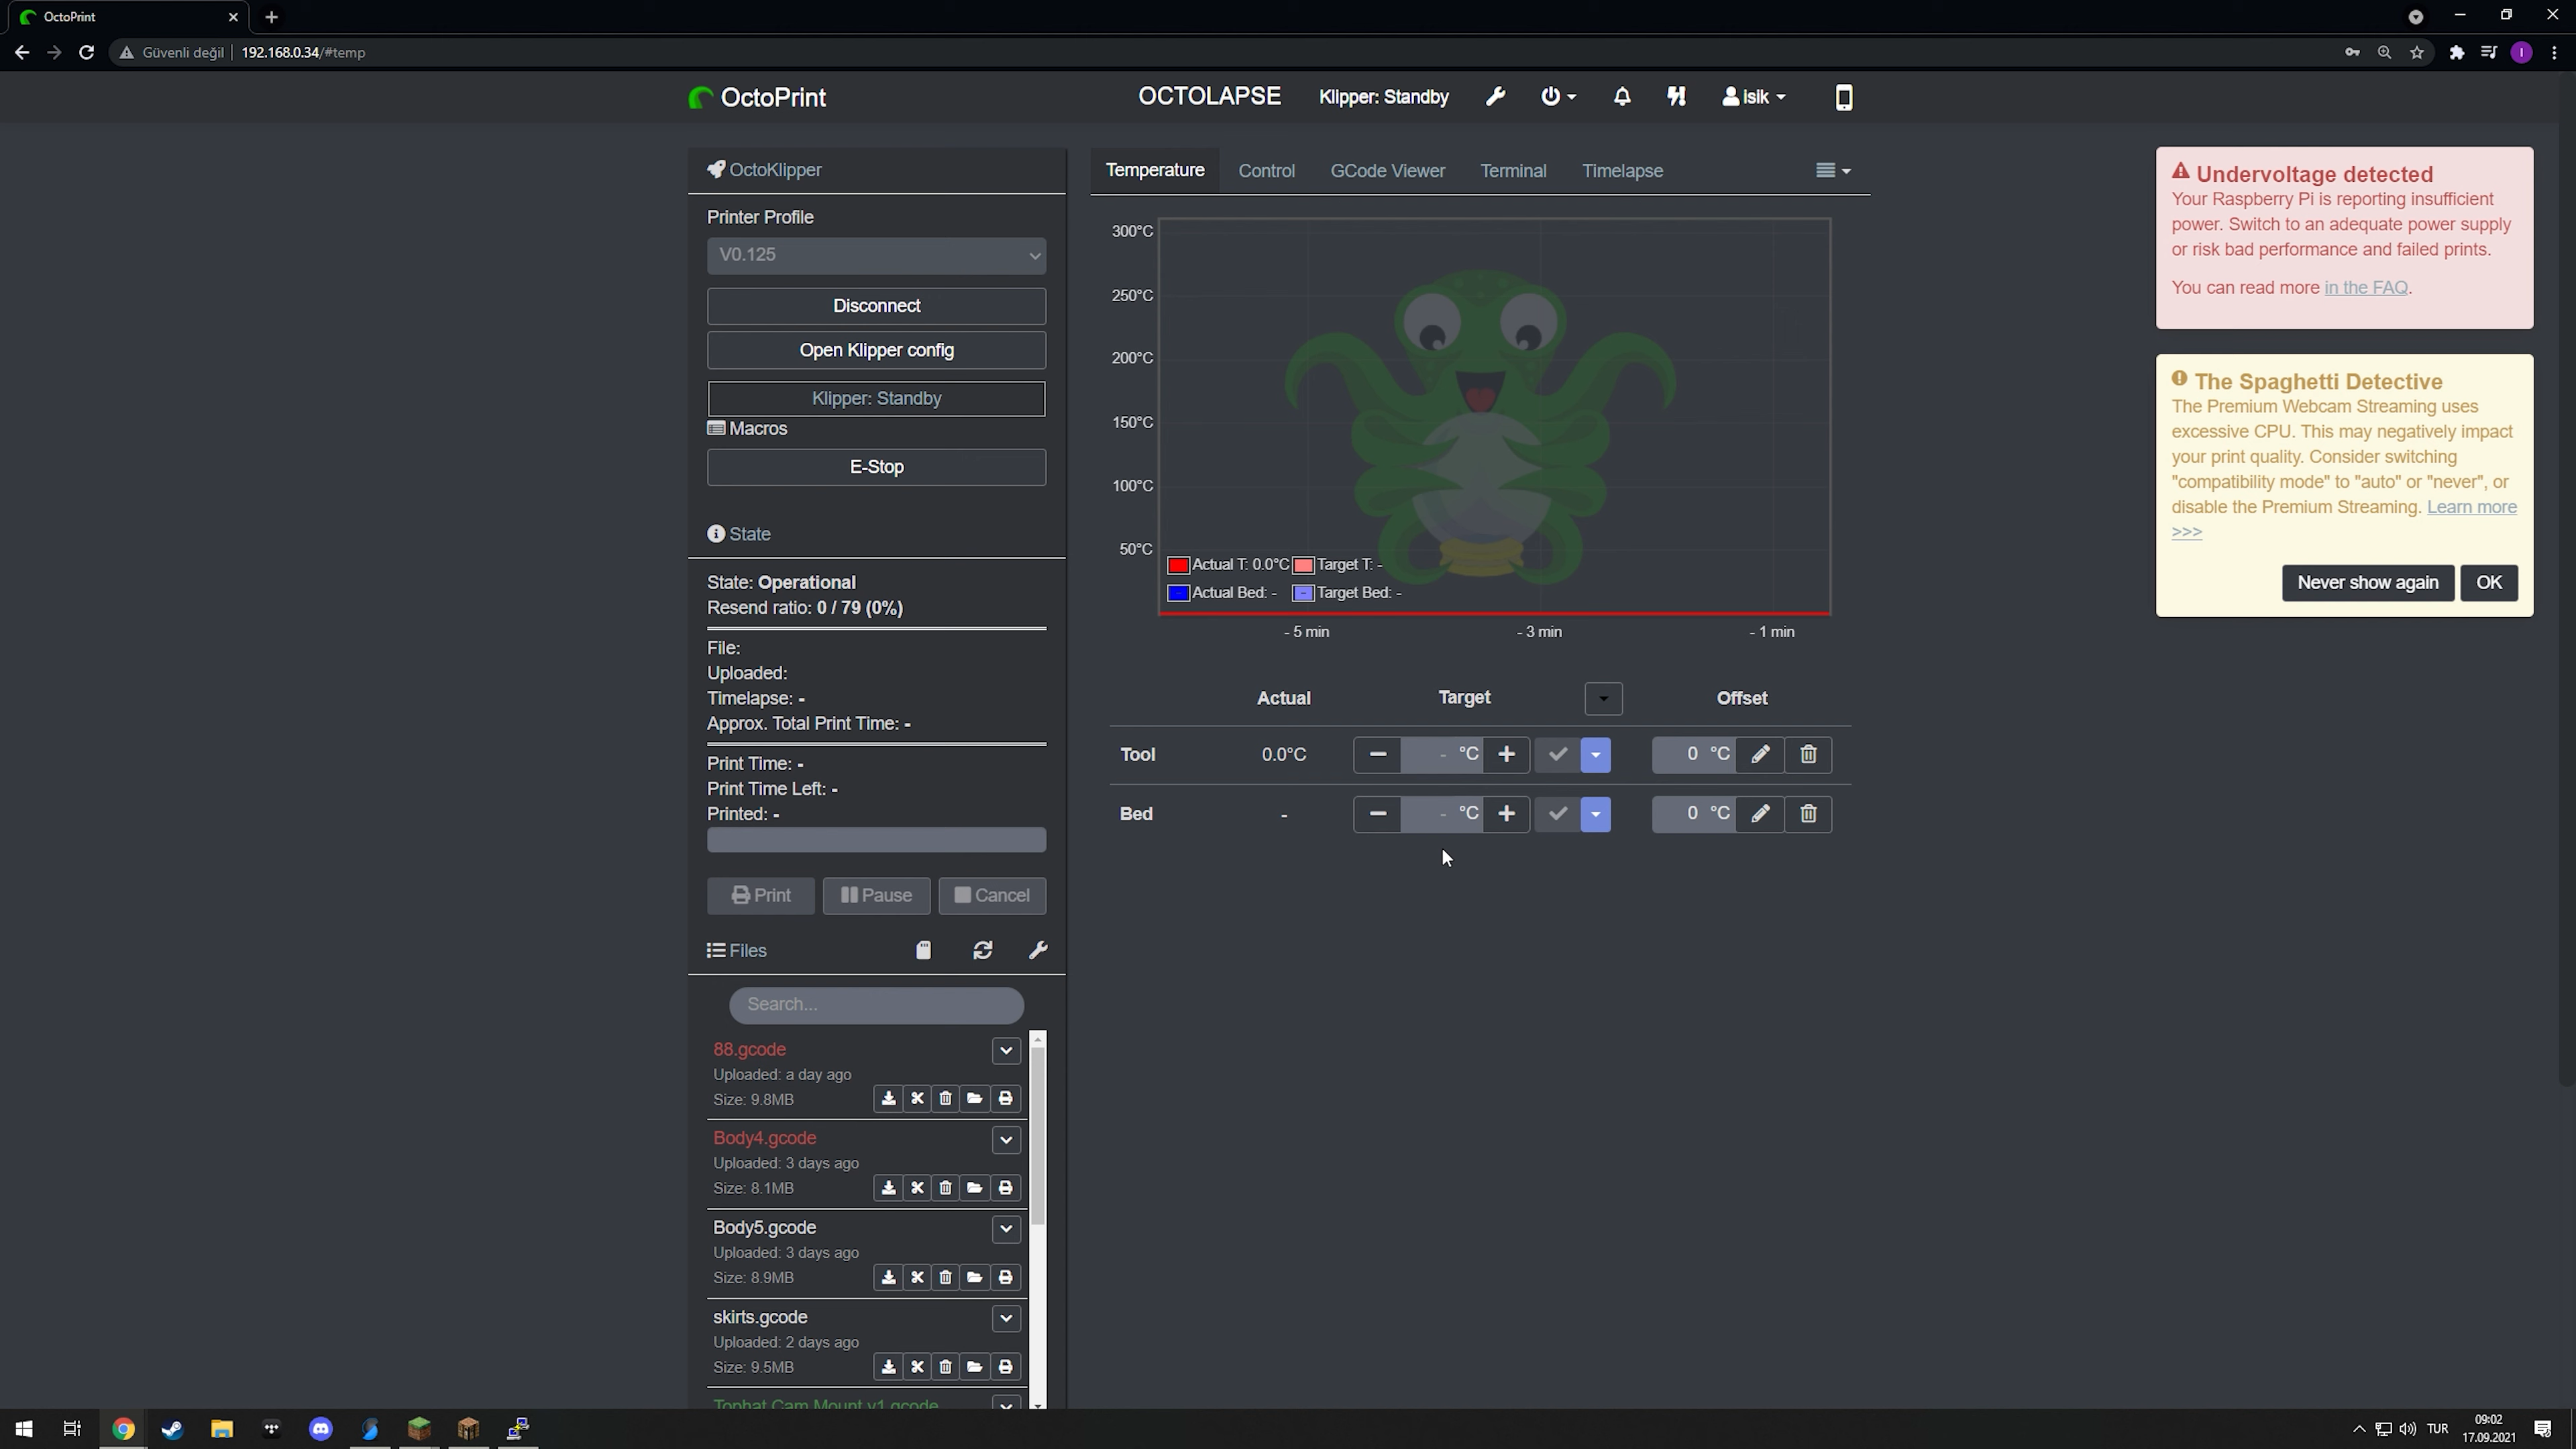 OctoPrint
Güvenli değil 192.168.0.34/#temp
OctoPrint
OCTOLAPSE
Klipper: Standby
isik
OctoKlipper
Printer Profile
V0.125
Disconnect
Open Klipper config
Klipper: Standby
Macros
E-Stop
State
State: Operational
Resend ratio: 0 / 79 (0%)
File:
Uploaded:
Timelapse: -
Approx. Total Print Time: -
Print Time: -
Print Time Left: -
Printed: -
Print
Pause
Cancel
Files
Search...
88.gcode
Uploaded: a day ago
Size: 9.8MB
Body4.gcode
Uploaded: 3 days ago
Size: 8.1MB
Body5.gcode
Uploaded: 3 days ago
Size: 8.9MB
skirts.gcode
Uploaded: 2 days ago
Size: 9.5MB
Tophat Cam Mount v1.gcode
Temperature
Control
GCode Viewer
Terminal
Timelapse
300°C
250°C
200°C
150°C
100°C
50°C
Actual T: 0.0°C Target T: -
Actual Bed: - Target Bed: -
- 5 min
- 3 min
- 1 min
Actual Target Offset
Tool 0.0°C - °C 0 °C
Bed - - °C 0 °C
Undervoltage detected
Your Raspberry Pi is reporting insufficient
power. Switch to an adequate power supply
or risk bad performance and failed prints.
You can read more in the FAQ.
The Spaghetti Detective
The Premium Webcam Streaming uses
excessive CPU. This may negatively impact
your print quality. Consider switching
"compatibility mode" to "auto" or "never", or
disable the Premium Streaming. Learn more
>>>
Never show again
OK
TUR
09:02
17.09.2021